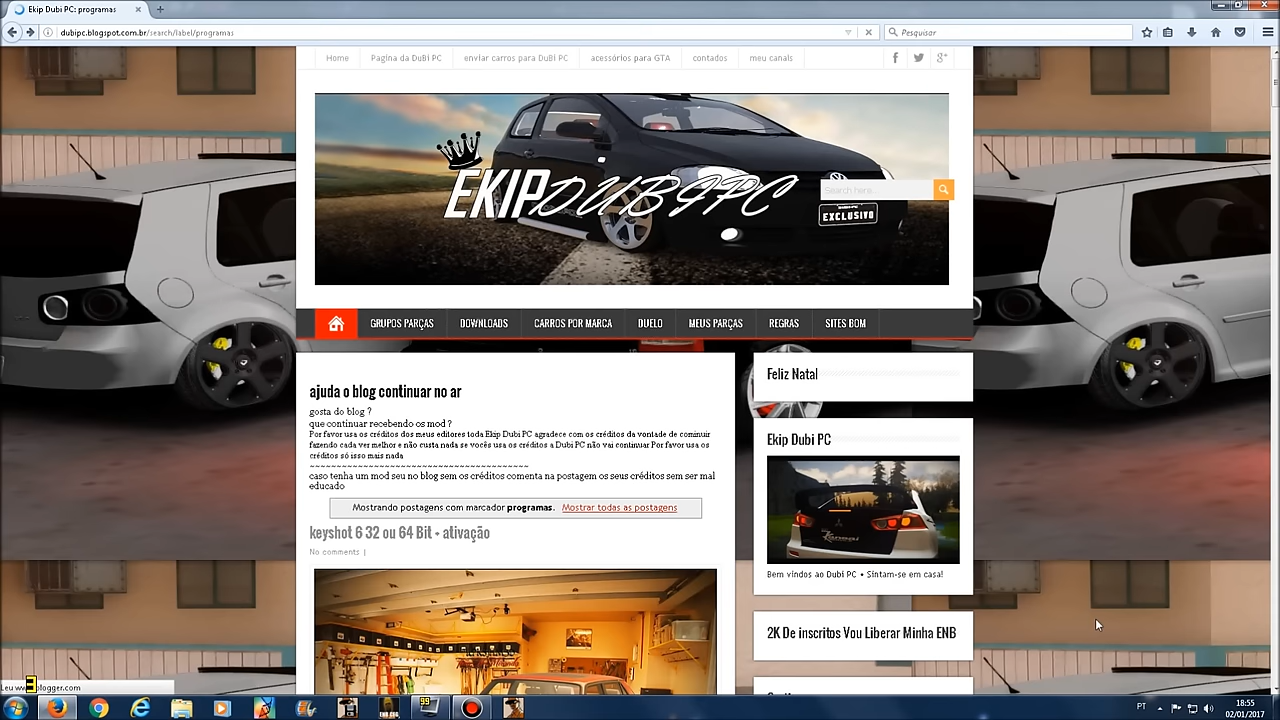 Ekip Dubi PC: programas
dubipc.blogspot.com.br/search/label/programas
Pesquisar
Home
Pagina da DuBi PC
enviar carros para DuBi PC
acessórios para GTA
contados
meu canals
EKIP DUBIPC
Search here...
EXCLUSIVO
GRUPOS PARÇAS
DOWNLOADS
CARROS POR MARCA
DUELO
MEUS PARÇAS
REGRAS
SITES BOM
ajuda o blog continuar no ar
gosta do blog ?
que continuar recebendo os mod ?
Por favor usa os créditos dos meus editores toda Ekip Dubi PC agradece com os créditos da vontade de cominuir
fazendo cada ver melhor e não custa nada se vocês usa os créditos a Dubi PC não vai continuar Por favor usa os
créditos só isso mais nada
~~~~~~~~~~~~~~~~~~~~~~~~~~~~~~~~~~~~~~~~
caso tenha um mod seu no blog sem os créditos comenta na postagem os seus créditos sem ser mal
educado
Mostrando postagens com marcador programas. Mostrar todas as postagens
keyshot 6 32 ou 64 Bit + ativação
No comments |
Feliz Natal
Ekip Dubi PC
Bem vindos ao Dubi PC • Sintam-se em casa!
2K De inscritos Vou Liberar Minha ENB
99
PT
18:55
02/01/2017